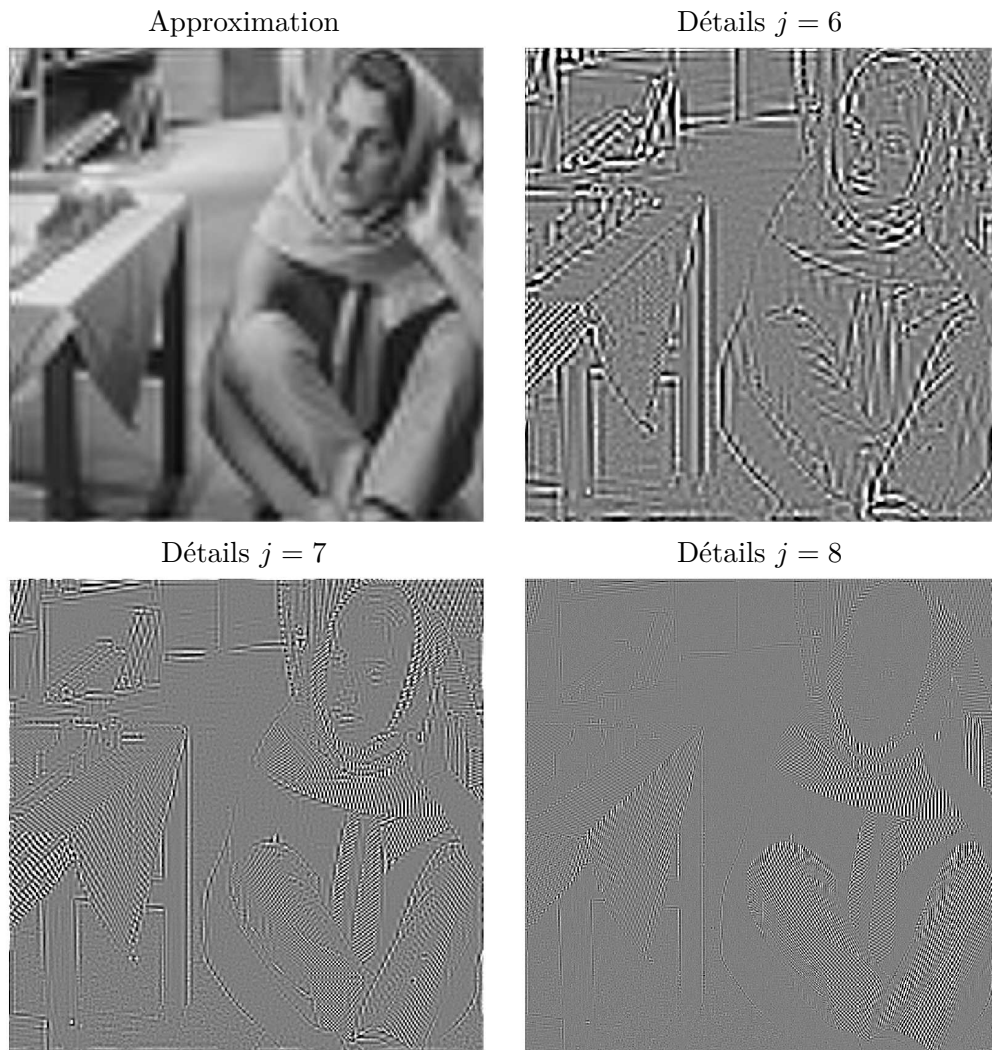 Approximation
Détails j = 6
Détails j = 7
Détails j = 8